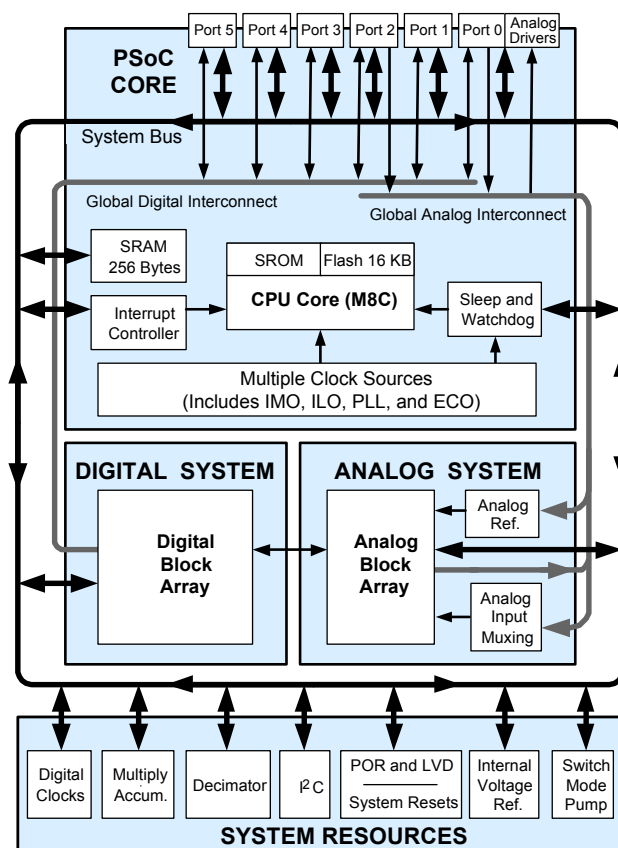 Port 5 Port 4 Port 3 Port 2 Port 1 Port 0 Analog
Drivers
PSoC
CORE
System Bus
Global Digital Interconnect
Global Analog Interconnect
SRAM
256 Bytes
SROM Flash 16 KB
CPU Core (M8C)
Interrupt
Controller
Sleep and
Watchdog
Multiple Clock Sources
(Includes IMO, ILO, PLL, and ECO)
DIGITAL SYSTEM
ANALOG SYSTEM
Digital
Block
Array
Analog
Block
Array
Analog
Ref.
Analog
Input
Muxing
Digital
Clocks
Multiply
Accum.
Decimator
I²C
POR and LVD
System Resets
Internal
Voltage
Ref.
Switch
Mode
Pump
SYSTEM RESOURCES